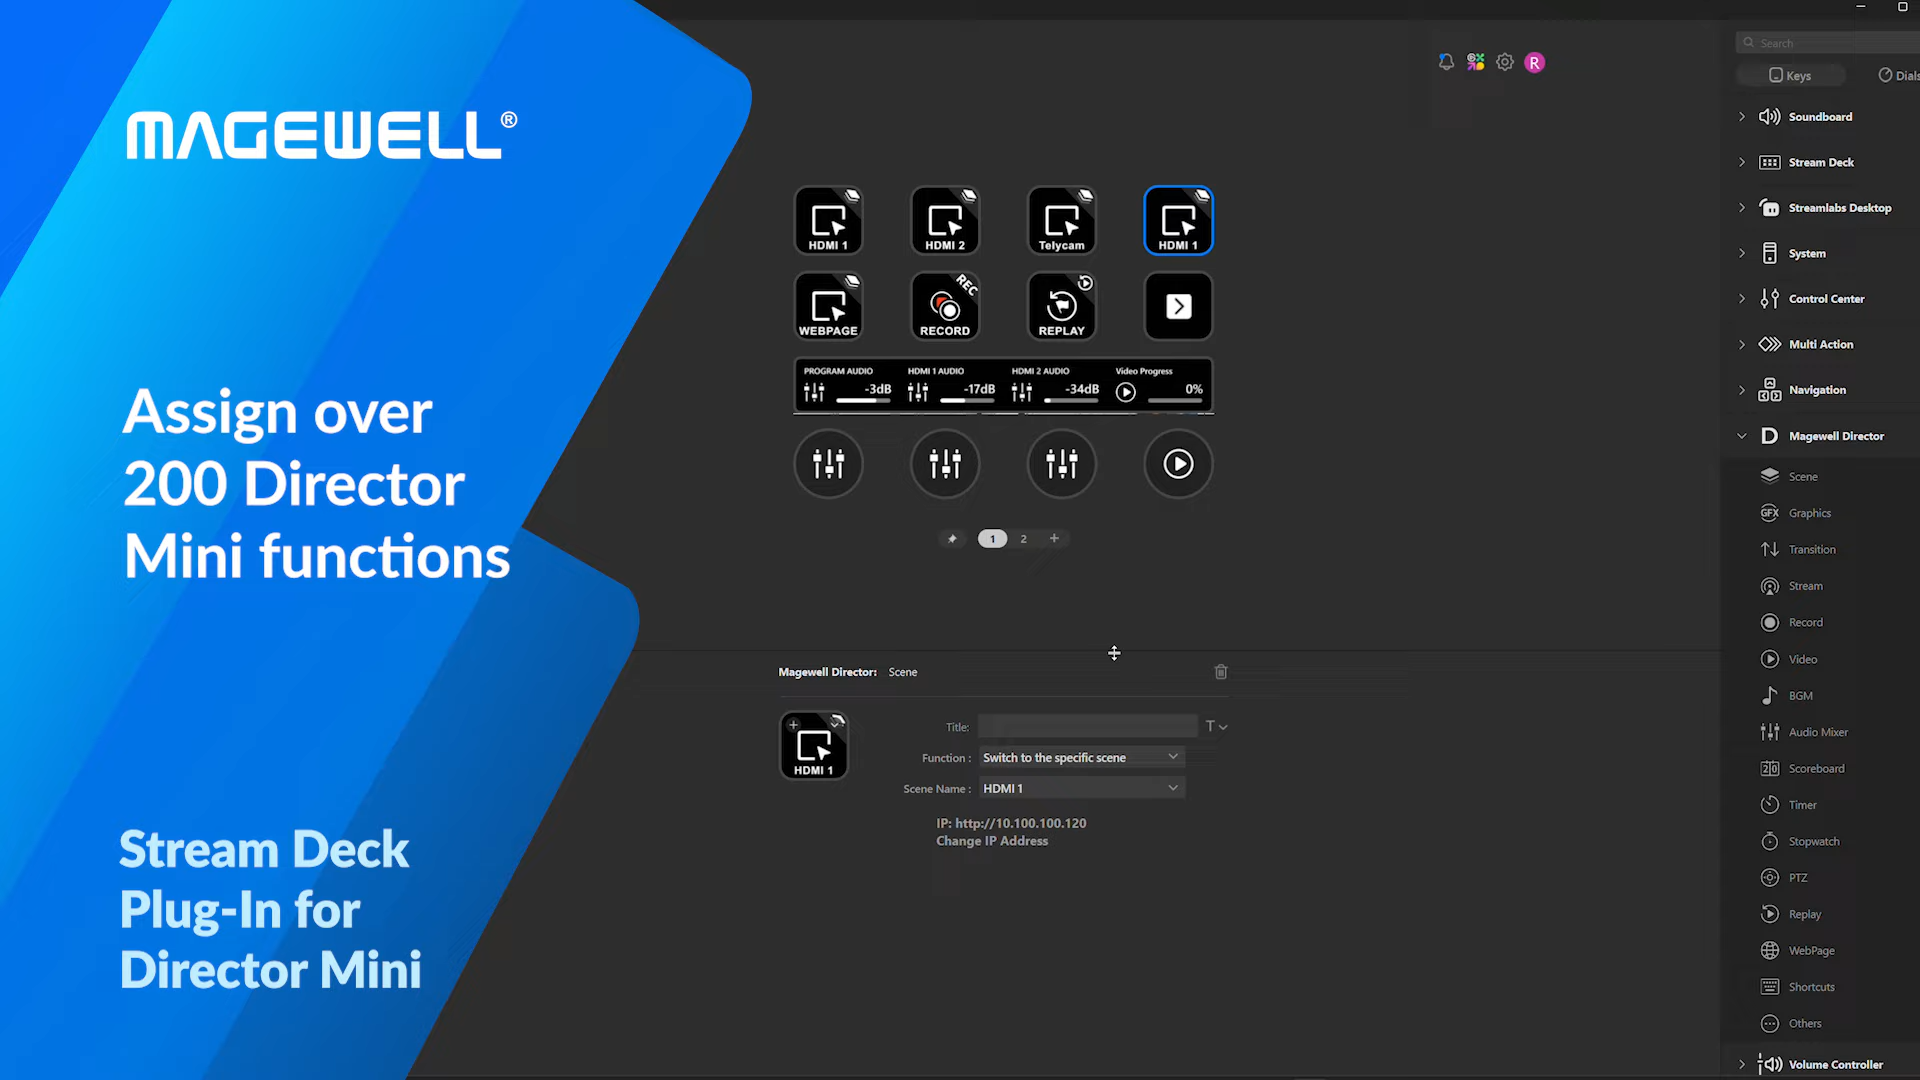 MAGEWELL®
Assign over
200 Director
Mini functions
Stream Deck
Plug-In for
Director Mini
R
HDMI 1
HDMI 2
Telycam
HDMI 1
WEBPAGE
REC
RECORD
REPLAY
PROGRAM AUDIO
-3dB
HDMI 1 AUDIO
-17dB
HDMI 2 AUDIO
-34dB
Video Progress
0%
1
2
+
Magewell Director: Scene
HDMI 1
Title:
T
Function : Switch to the specific scene
Scene Name : HDMI 1
IP: http://10.100.100.120
Change IP Address
Search
Keys
Dials
Soundboard
Stream Deck
Streamlabs Desktop
System
Control Center
Multi Action
Navigation
D Magewell Director
Scene
GFX Graphics
Transition
Stream
Record
Video
BGM
Audio Mixer
2|0 Scoreboard
Timer
Stopwatch
PTZ
Replay
WebPage
Shortcuts
Others
Volume Controller